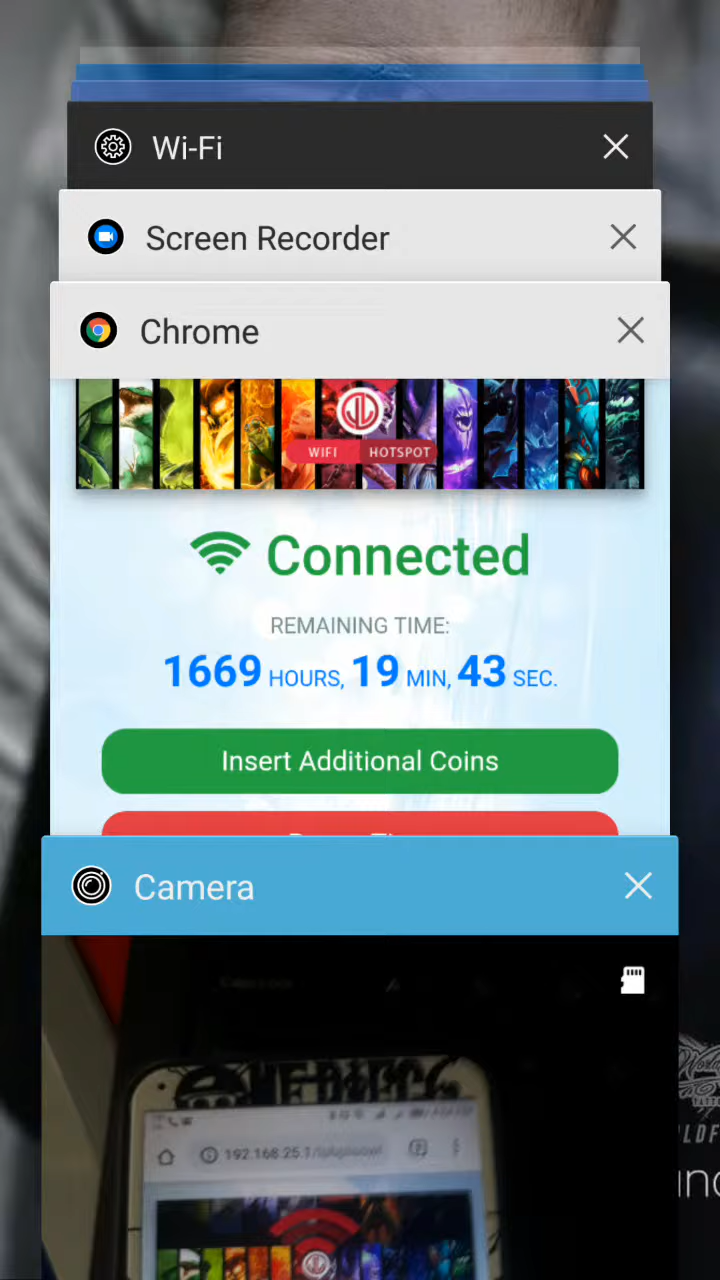 Wi-Fi
Screen Recorder
Chrome
JL
WIFI HOTSPOT
Connected
REMAINING TIME:
1669 HOURS, 19 MIN, 43 SEC.
Insert Additional Coins
Camera
192.168.25.1/